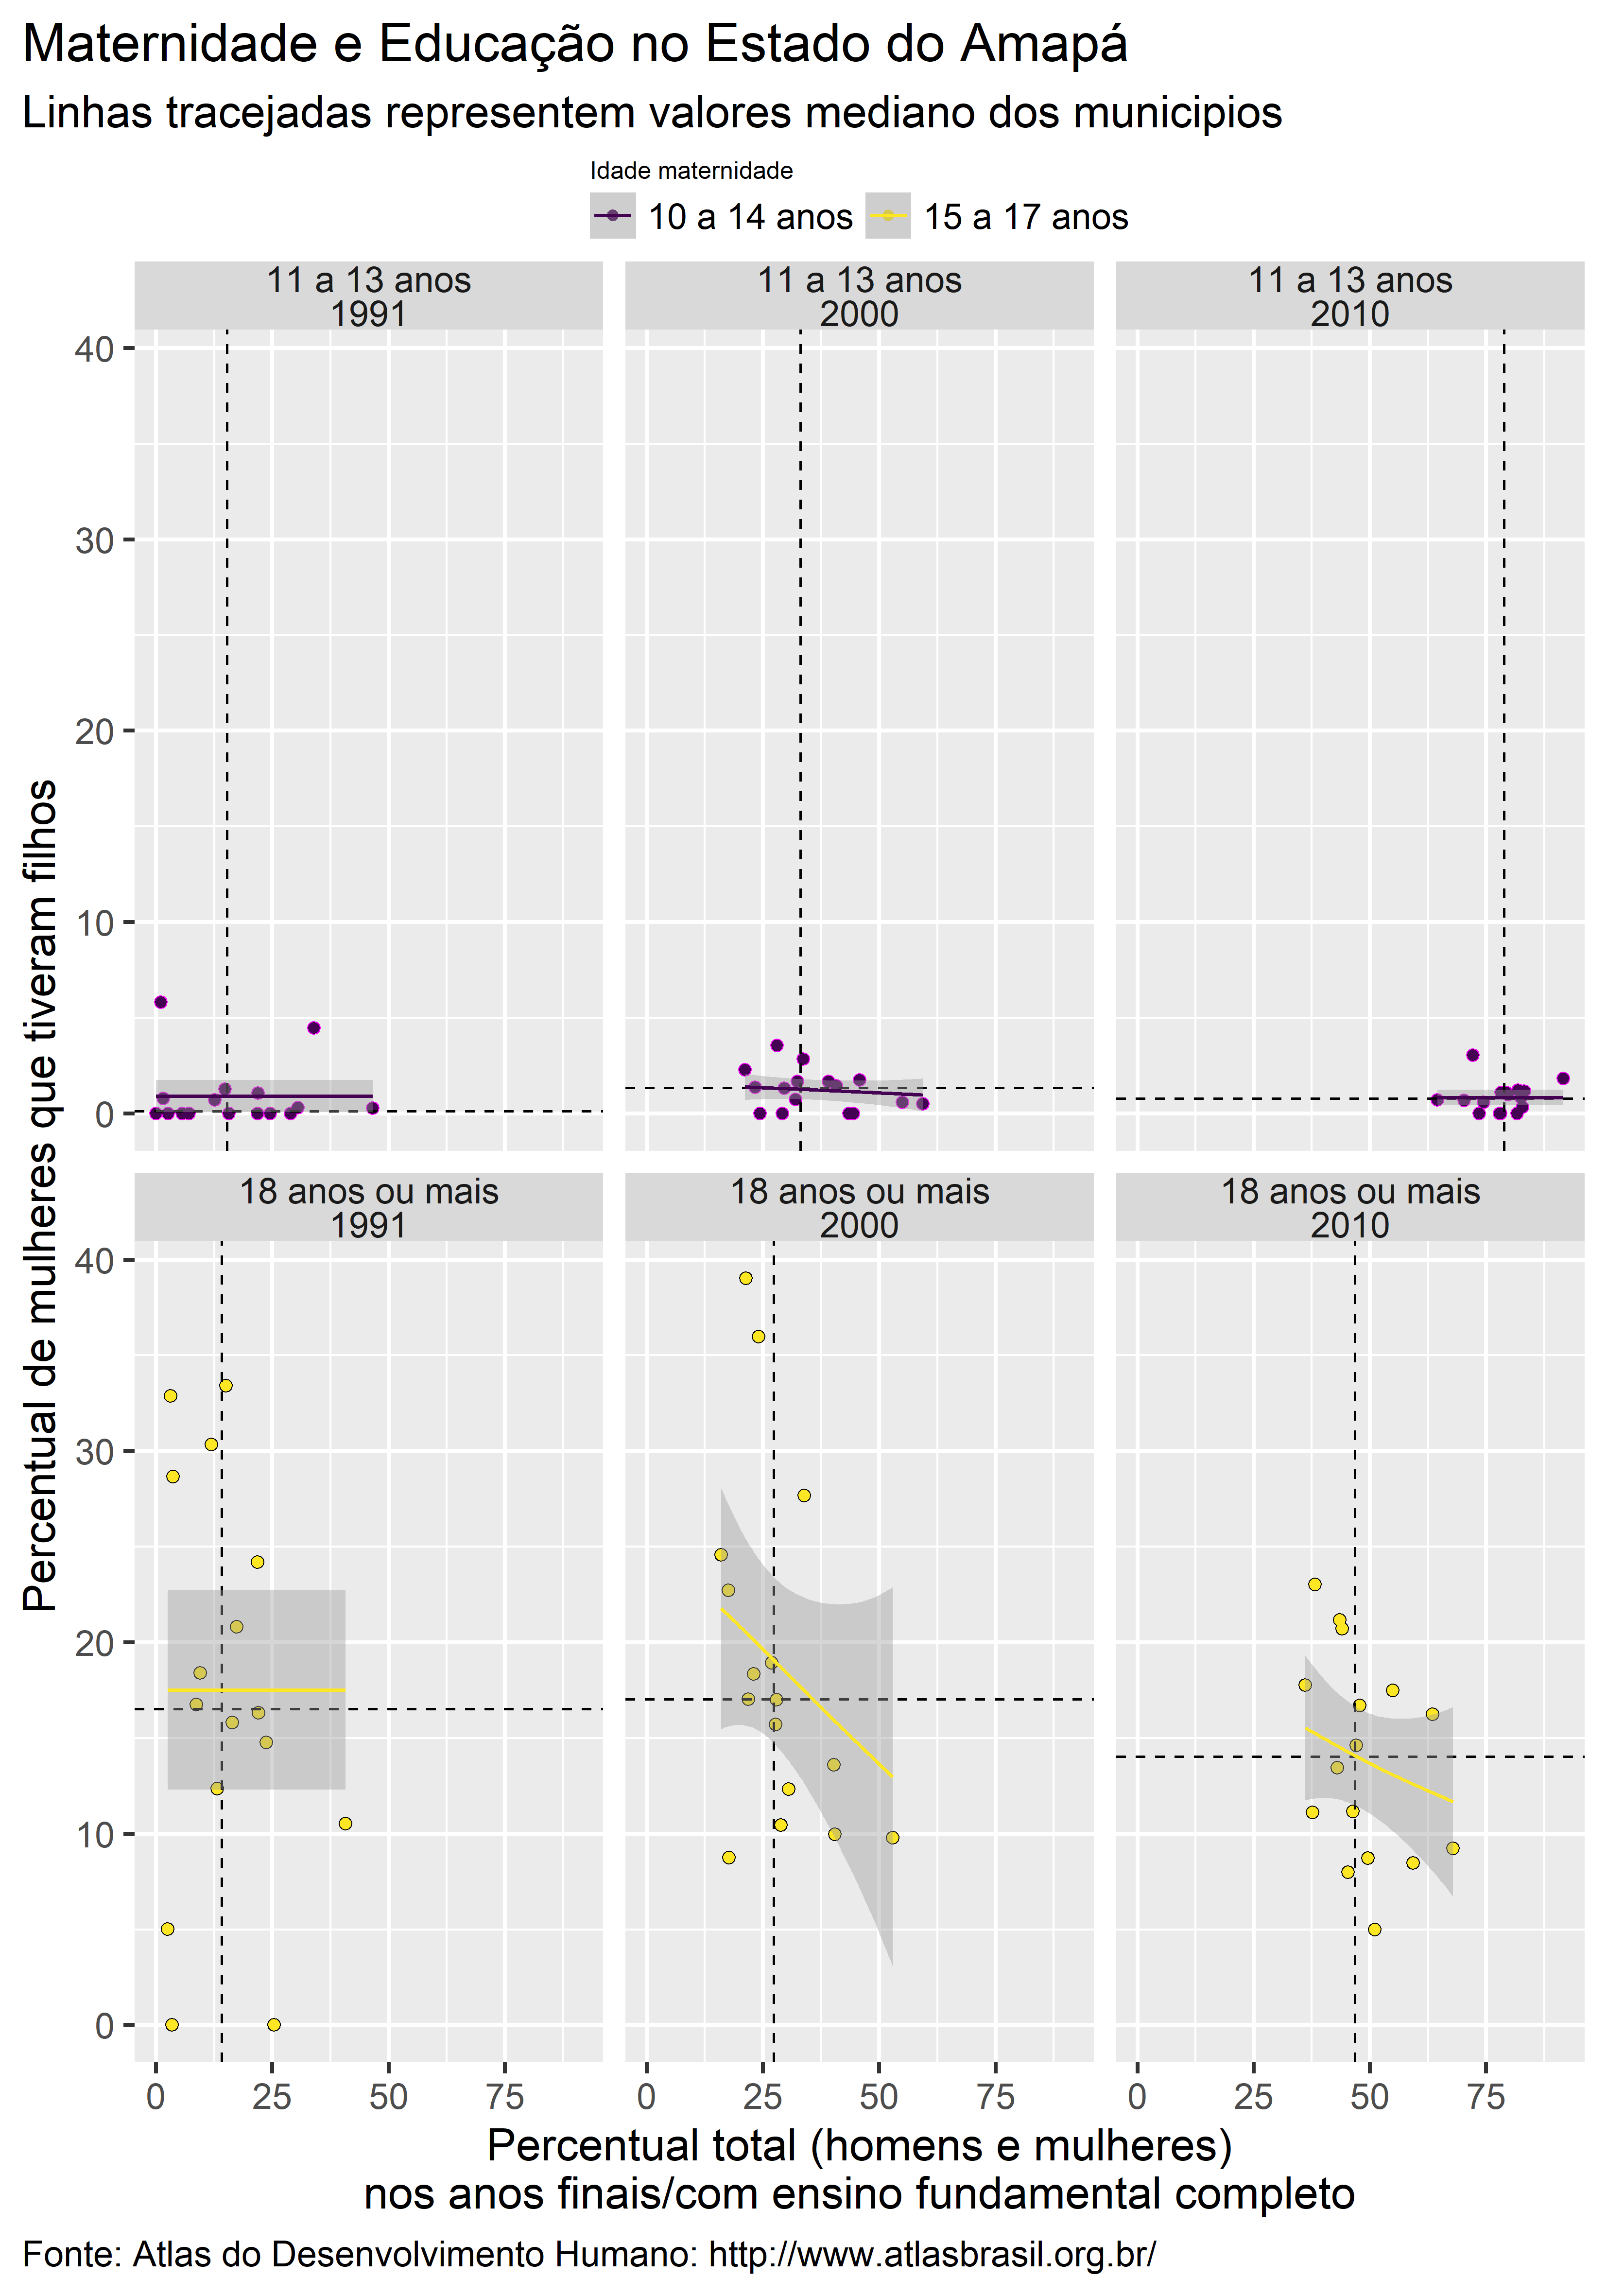 Maternidade e Educação no Estado do Amapá
Linhas tracejadas representem valores mediano dos municipios
Idade maternidade
10 a 14 anos 15 a 17 anos
11 a 13 anos 11 a 13 anos 11 a 13 anos
1991 2000 2010
40
30
20
10
0
18 anos ou mais 18 anos ou mais 18 anos ou mais
1991 2000 2010
40
30
20
10
0
0 25 50 75 0 25 50 75 0 25 50 75
Percentual de mulheres que tiveram filhos
Percentual total (homens e mulheres)
nos anos finais/com ensino fundamental completo
Fonte: Atlas do Desenvolvimento Humano: http://www.atlasbrasil.org.br/